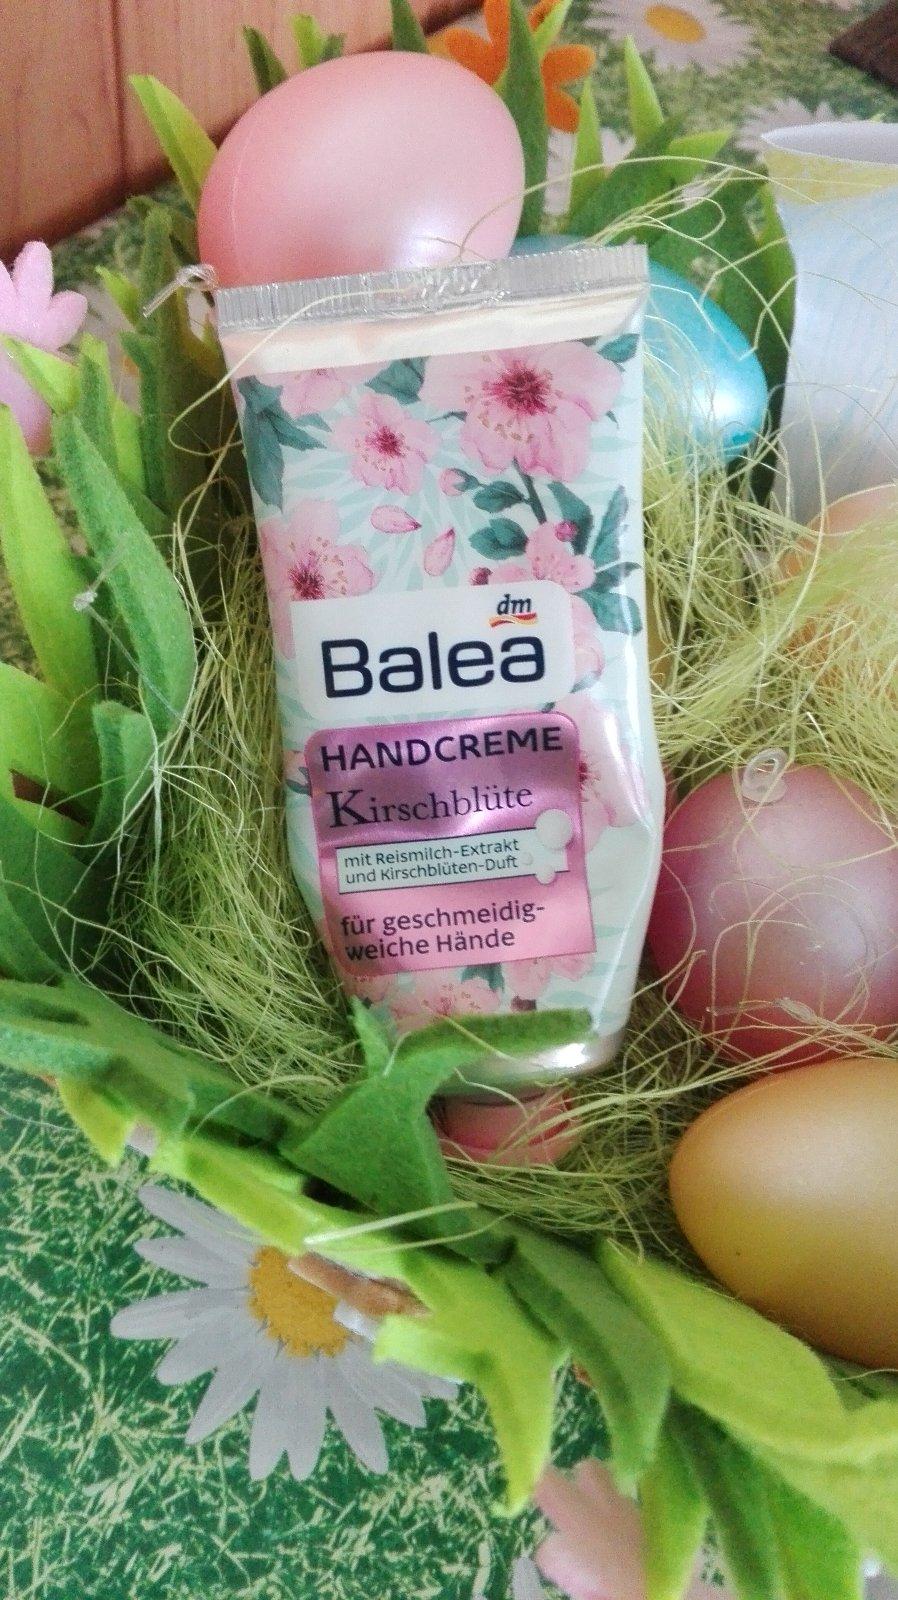 dm
Balea
HANDCREME
Kirschblüte
mit Reismilch-Extrakt
und Kirschblüten-Duft
für geschmeidig-
weiche Hände